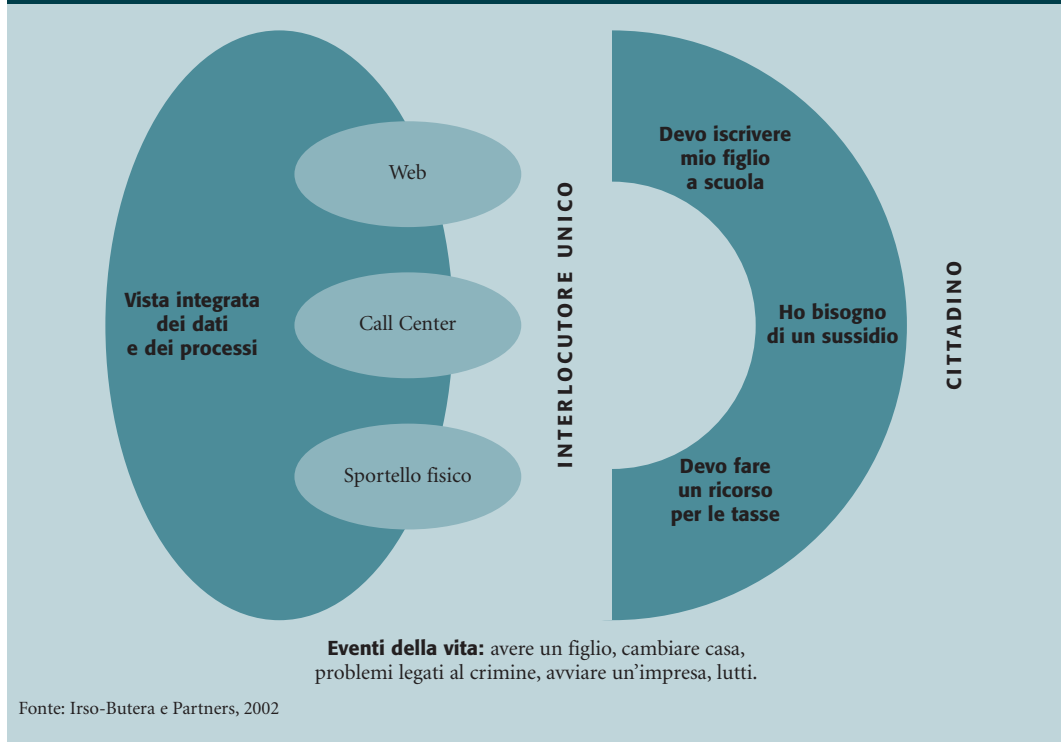 Vista integrata
dei dati
e dei processi
Web
Call Center
Sportello fisico
INTERLOCUTORE UNICO
Devo iscrivere
mio figlio
a scuola
Ho bisogno
di un sussidio
Devo fare
un ricorso
per le tasse
CITTADINO
Eventi della vita: avere un figlio, cambiare casa,
problemi legati al crimine, avviare un'impresa, lutti.
Fonte: Irso-Butera e Partners, 2002